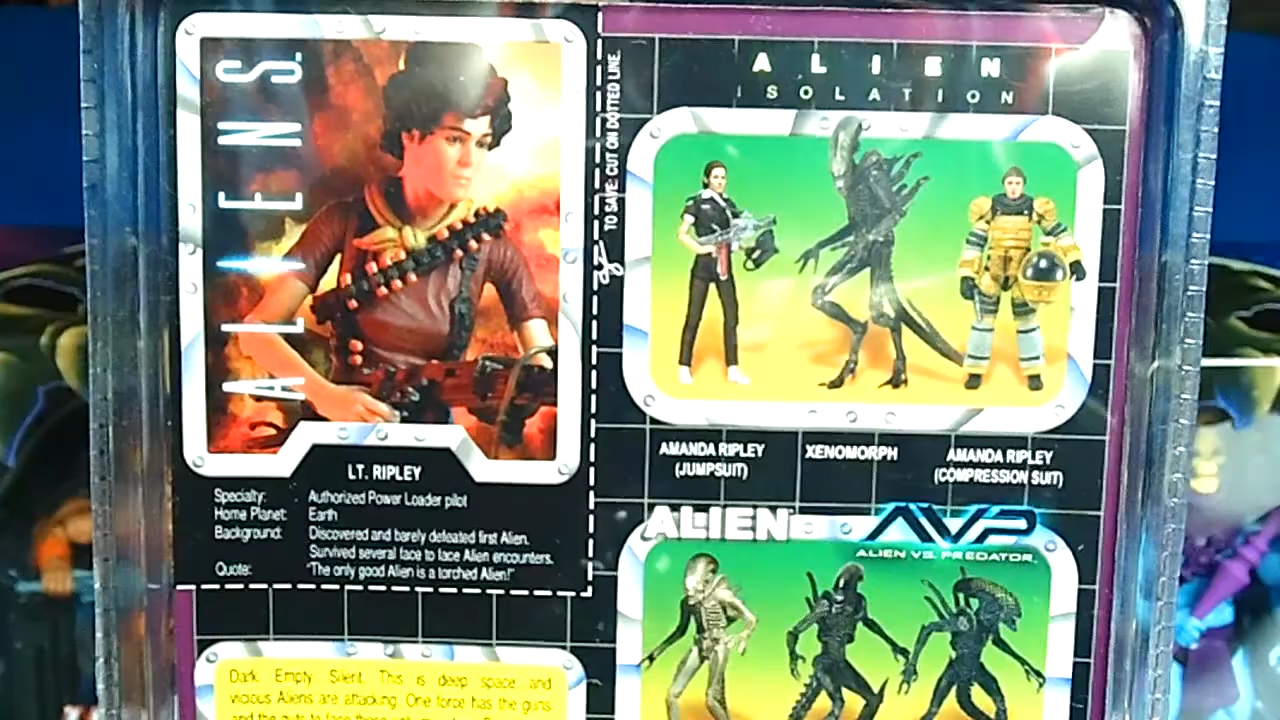 ALIENS
TO SAVE: CUT ON DOTTED LINE.
LT. RIPLEY
Specialty: Authorized Power Loader pilot
Home Planet: Earth
Background: Discovered and barely defeated first Alien.
Survived several face to face Alien encounters.
Quote: "The only good Alien is a torched Alien!"
Dark. Empty. Silent. This is deep space and
vicious Aliens are attacking. One force has the guns
ALIEN
ISOLATION
AMANDA RIPLEY
(JUMPSUIT)
XENOMORPH
AMANDA RIPLEY
(COMPRESSION SUIT)
ALIEN
AVP
ALIEN VS. PREDATOR